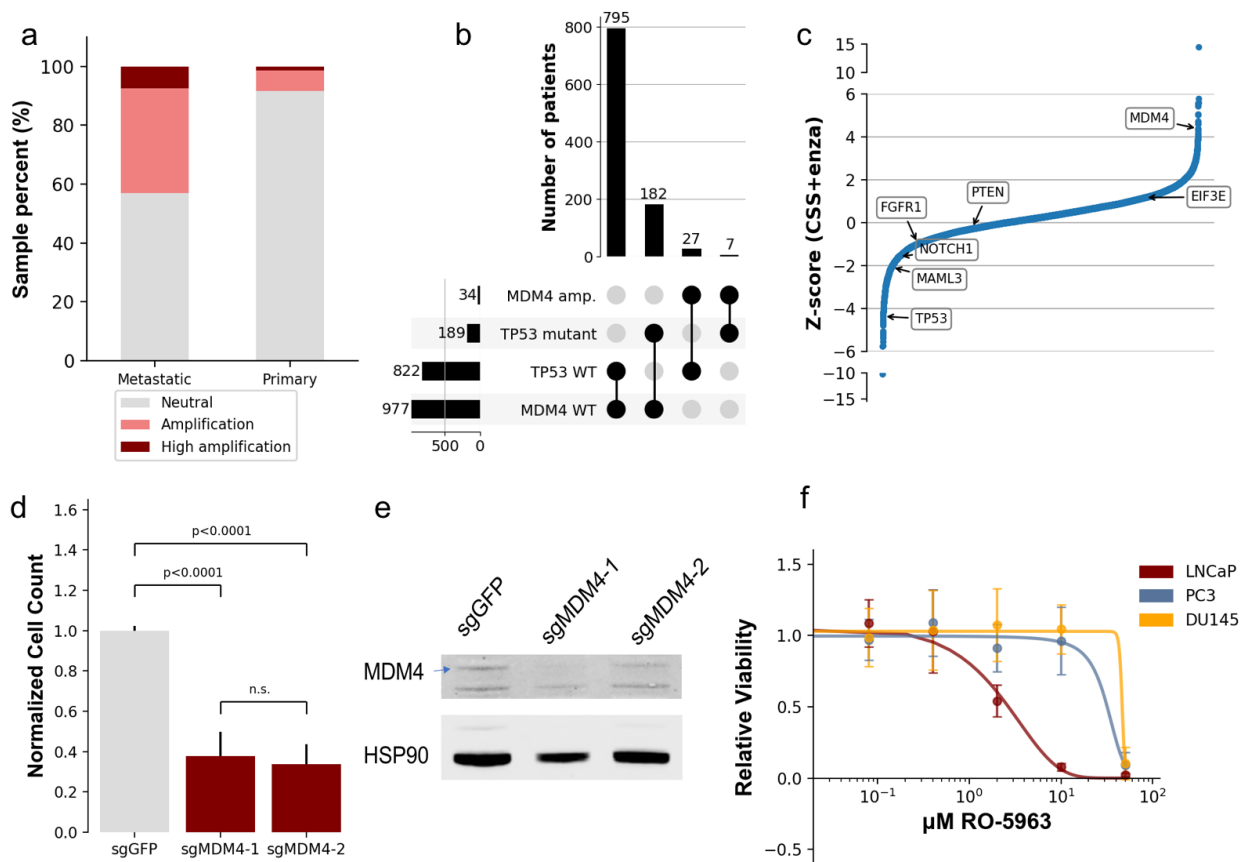 a
Sample percent (%)
100
80
60
40
20
0
Metastatic
Primary
Neutral
Amplification
High amplification
b
Number of patients
800
600
400
200
0
795
182
27
7
34
189
822
977
MDM4 amp.
TP53 mutant
TP53 WT
MDM4 WT
500
0
c
Z-score (CSS+enza)
15
10
6
4
2
0
−2
−4
−6
−10
−15
MDM4
EIF3E
PTEN
FGFR1
NOTCH1
MAML3
TP53
d
Normalized Cell Count
1.6
1.4
1.2
1.0
0.8
0.6
0.4
0.2
0.0
p<0.0001
p<0.0001
n.s.
sgGFP
sgMDM4-1
sgMDM4-2
e
sgGFP
sgMDM4-1
sgMDM4-2
MDM4
HSP90
f
Relative Viability
1.5
1.0
0.5
0.0
−0.5
10⁻¹
10⁰
10¹
10²
µM RO-5963
LNCaP
PC3
DU145